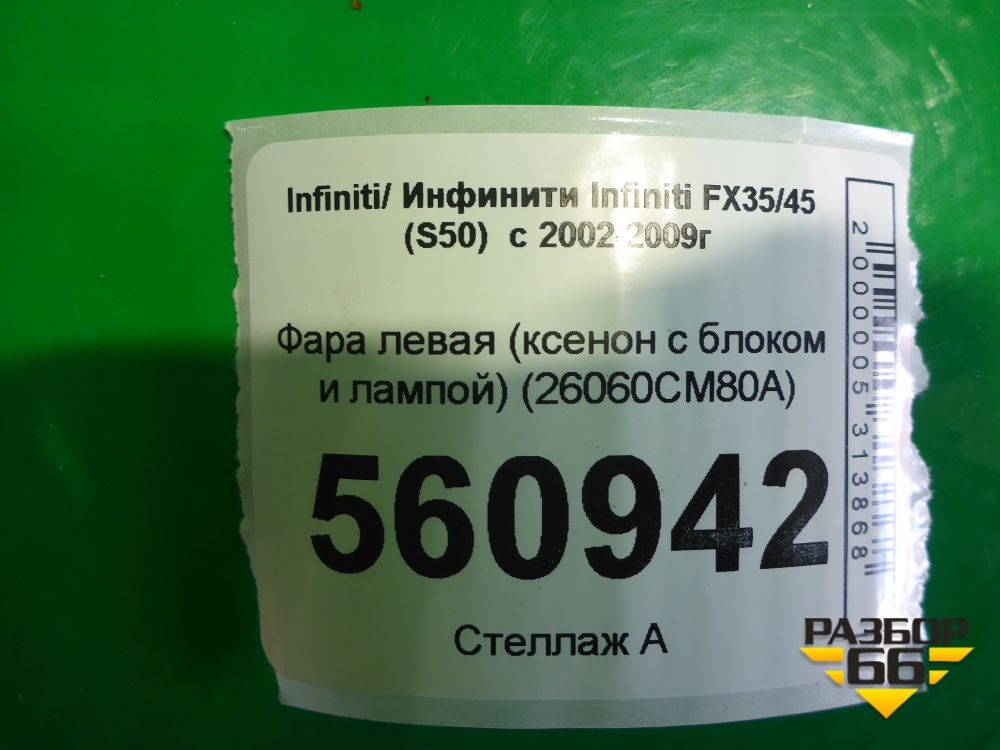 Infiniti/ Инфинити Infiniti FX35/45
(S50) с 2002-2009г
Фара левая (ксенон с блоком
и лампой) (26060CM80A)
560942
Стеллаж А
2000005313868
РАЗБОР
66